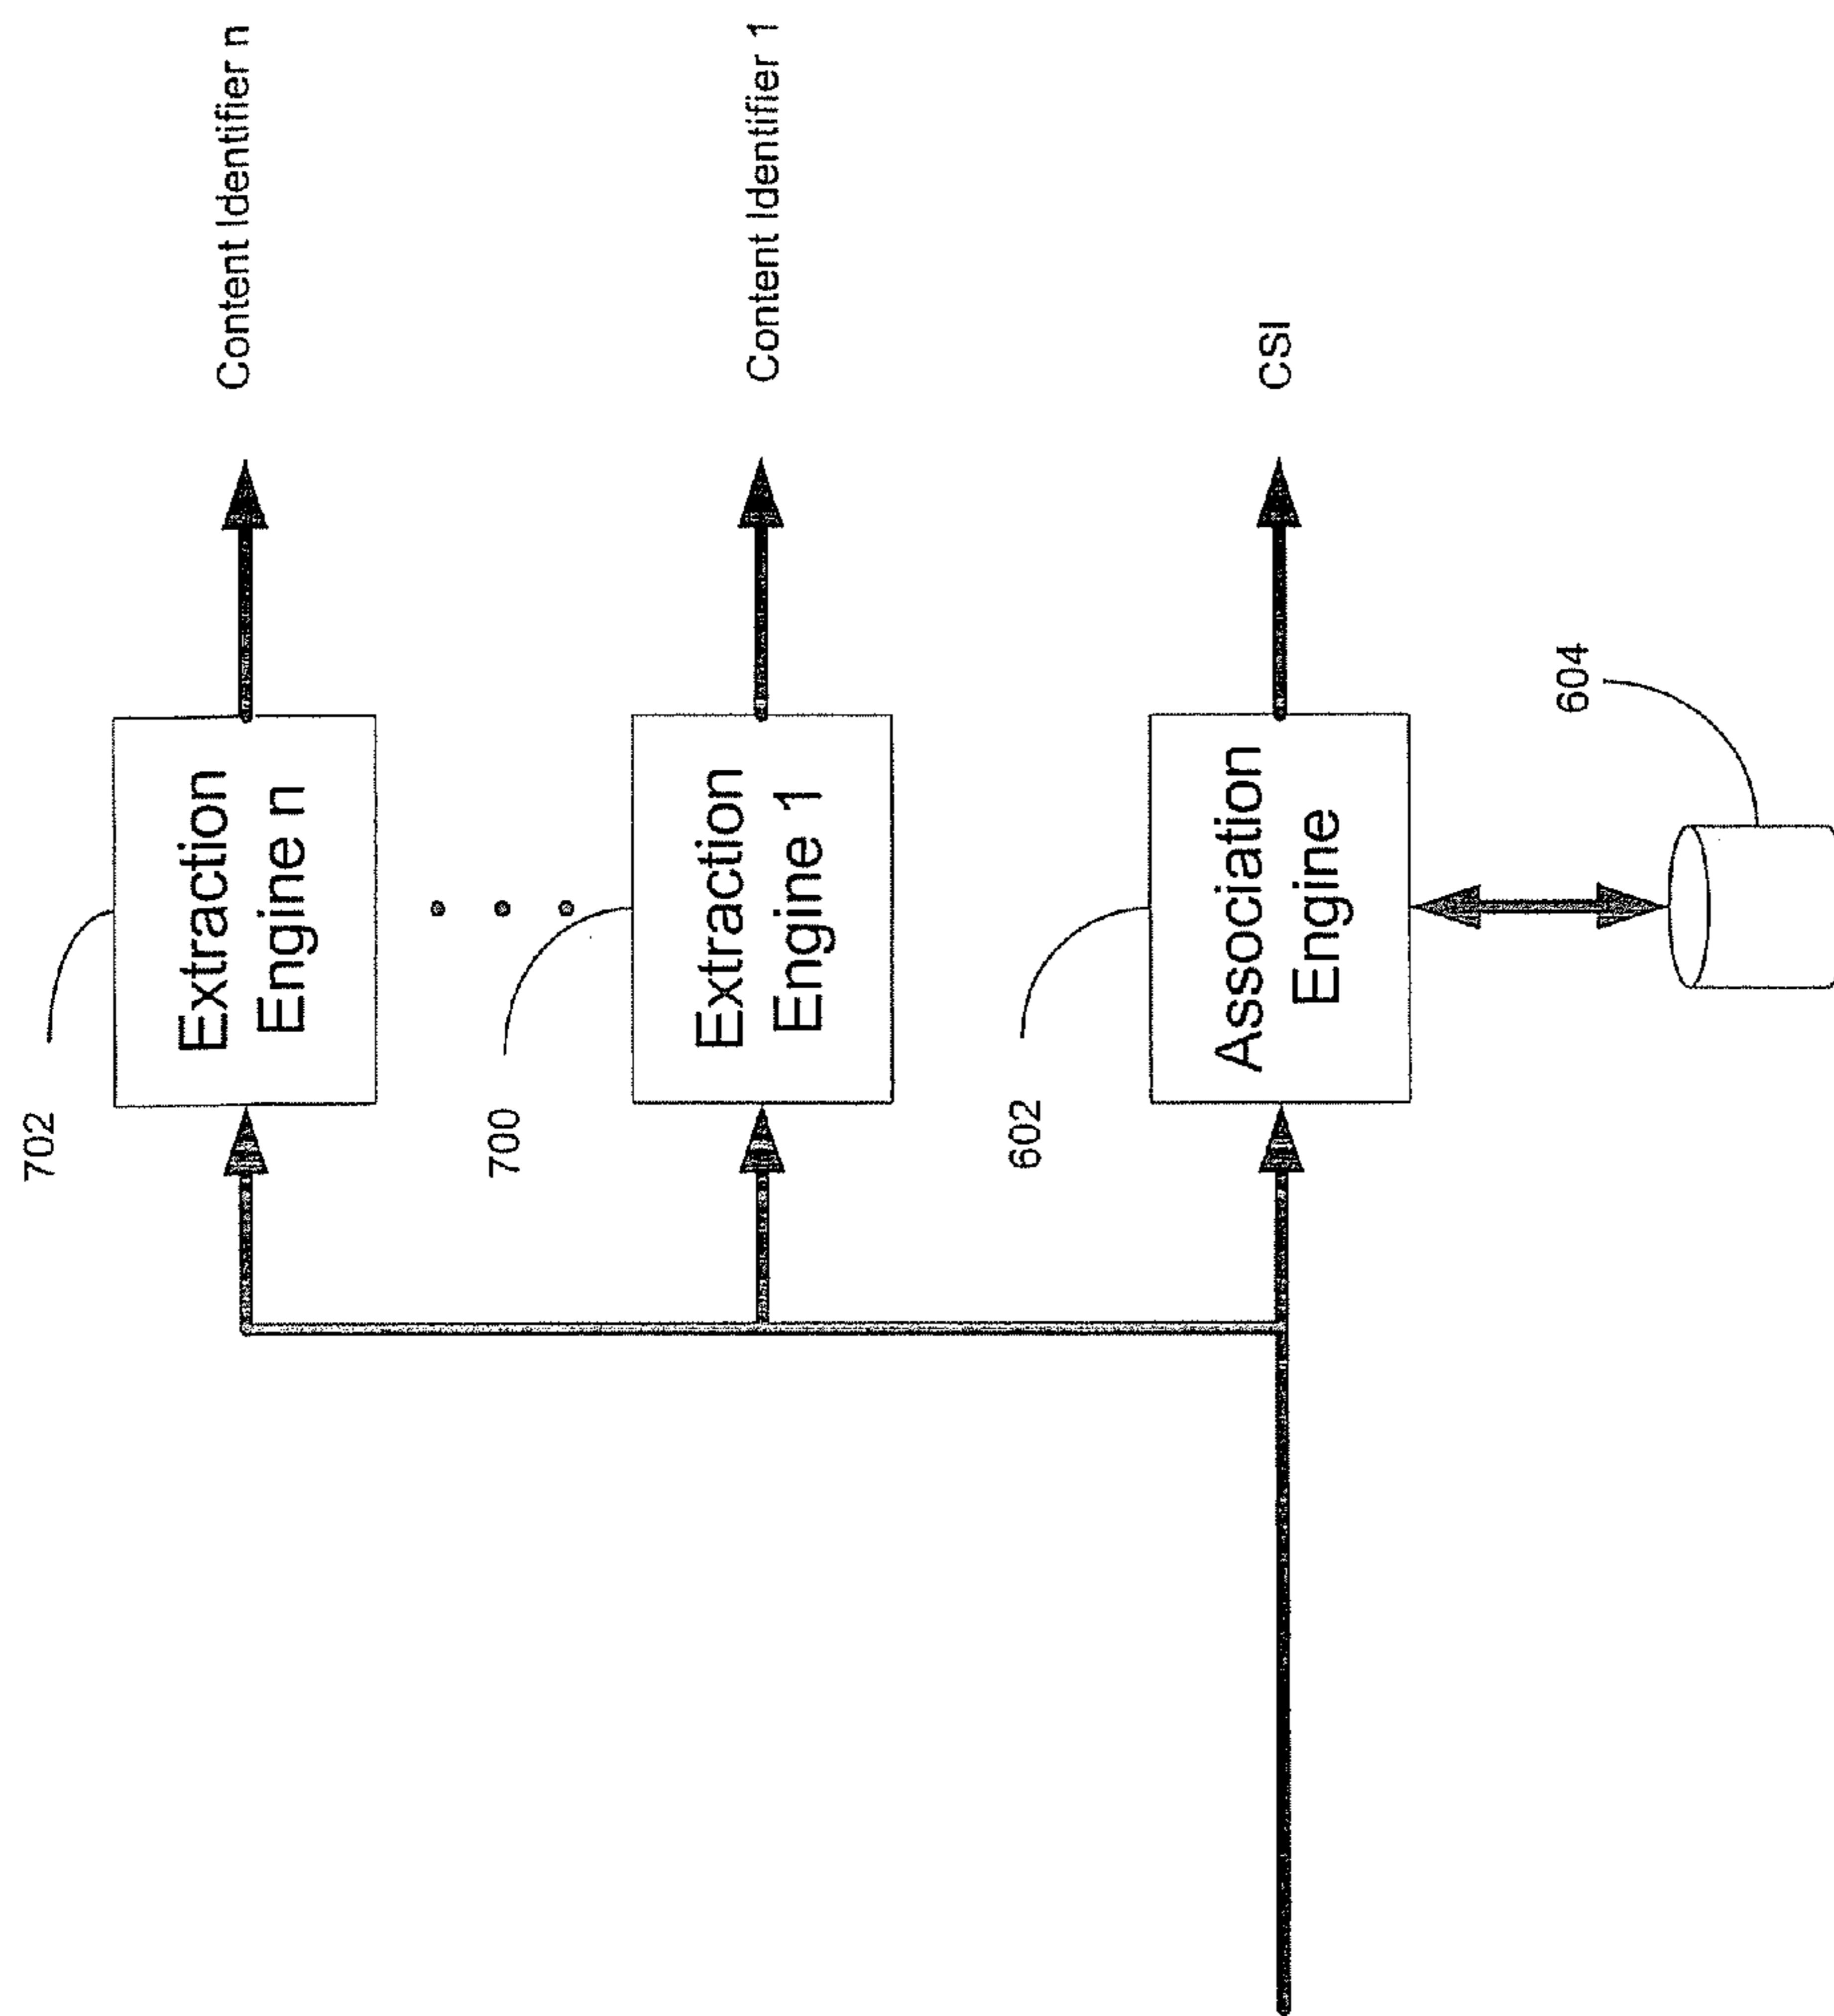 Content Identifier n
702
Extraction
Engine n
Content Identifier 1
700
Extraction
Engine 1
CSI
602
Association
Engine
604